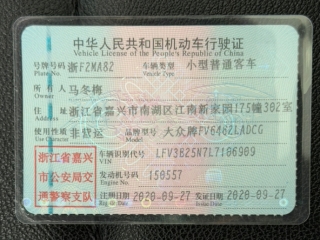 中华人民共和国机动车行驶证
Vehicle License of the People's Republic of China
号牌号码 浙F2MA82 车辆类型 小型普通客车
Plate No. Vehicle Type
所有人 马冬梅
Owner
住址 浙江省嘉兴市南湖区江南新家园175幢302室
Address
使用性质 非营运 品牌型号 大众牌FV6462LADCG
Use Character Model
浙江省嘉兴
市公安局交
通警察支队
车辆识别代号
VIN
发动机号码 150557
Engine No.
注册日期 2020-09-27 发证日期 2020-09-27
Register Date Issue Date